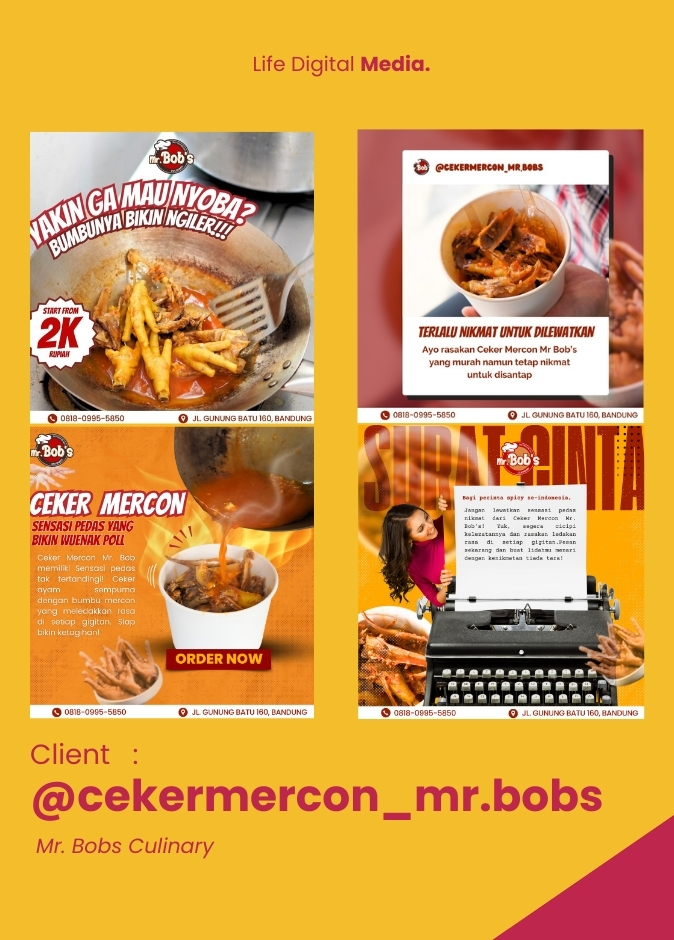 Life Digital Media.
mr. Bob's
YAKIN GA MAU NYOBA?
BUMBUNYA BIKIN NGILER!!!
START FROM
2K
RUPIAH
0818-0995-5850
JL. GUNUNG BATU 160, BANDUNG
@CEKERMERCON_MR.BOBS
TERLALU NIKMAT UNTUK DILEWATKAN
Ayo rasakan Ceker Mercon Mr Bob's
yang murah namun tetap nikmat
untuk disantap
0818-0995-5850
JL. GUNUNG BATU 160, BANDUNG
mr. Bob's
CEKER MERCON
SENSASI PEDAS YANG
BIKIN WUENAK POLL
Ceker Mercon Mr. Bob
memiliki Sensasi pedas
tak tertandingi! Ceker
ayam sempurna
dengan bumbu mercon
yang meledakkan rasa
di setiap gigitan. Siap
bikin ketagihan!
ORDER NOW
0818-0995-5850
JL. GUNUNG BATU 160, BANDUNG
SURAT CINTA
mr. Bob's
Bagi pecinta spicy se-indonesia,
Jangan lewatkan sensasi pedas
nikmat dari Ceker Mercon Mr.
Bob's! Yuk, segera cicipi
kelezatannya dan rasakan ledakan
rasa di setiap gigitan.Pesan
sekarang dan buat lidahmu menari
dengan kenikmatan tiada tara!
0818-0995-5850
JL. GUNUNG BATU 160, BANDUNG
Client :
@cekermercon_mr.bobs
Mr. Bobs Culinary